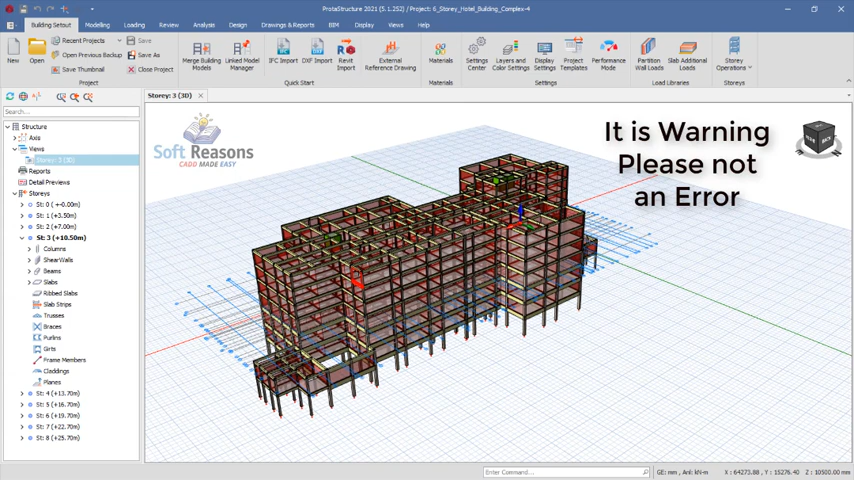 ProtaStructure 2021 (5.1.252) / Project: 6_Storey_Hotel_Building_Complex-4
Building Setout
Modelling
Loading
Review
Analysis
Design
Drawings & Reports
BIM
Display
Views
Help
New
Open
Recent Projects
Open Previous Backup
Save Thumbnail
Save
Save As
Close Project
Project
Merge Building Models
Linked Model Manager
IFC Import
DXF Import
Revit Import
External Reference Drawing
Quick Start
Materials
Materials
Settings Center
Layers and Color Settings
Display Settings
Project Templates
Performance Mode
Settings
Partition Wall Loads
Slab Additional Loads
Load Libraries
Storey Operations
Storeys
Storey: 3 (3D)
Search...
Structure
Axis
Views
Storey: 3 (3D)
Reports
Detail Previews
Storeys
St: 0 (+-0.00m)
St: 1 (+3.50m)
St: 2 (+7.00m)
St: 3 (+10.50m)
Columns
ShearWalls
Beams
Slabs
Ribbed Slabs
Slab Strips
Trusses
Braces
Purlins
Girts
Frame Members
Claddings
Planes
St: 4 (+13.70m)
St: 5 (+16.70m)
St: 6 (+19.70m)
St: 7 (+22.70m)
St: 8 (+25.70m)
Soft Reasons
CADD MADE EASY
It is Warning
Please not
an Error
Enter Command...
GE: mm, Anl: kN-m
X : 64273.88, Y : 15276.40
Z : 10500.00 mm